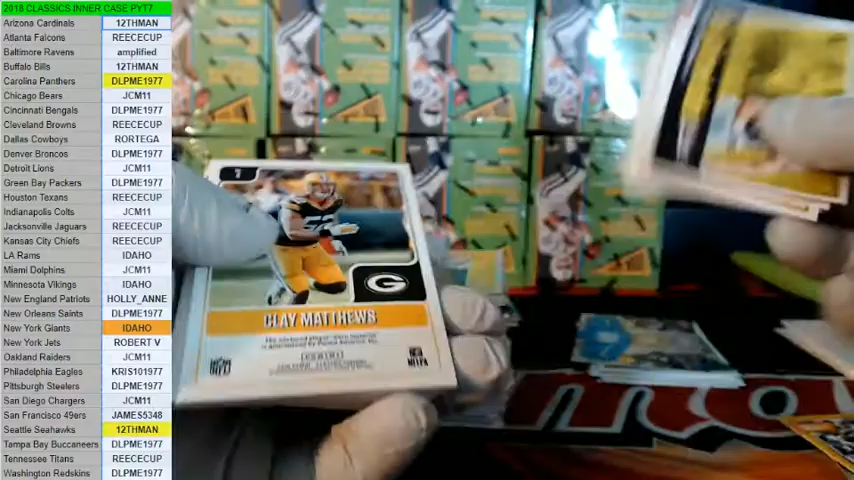 2018 CLASSICS INNER CASE PYT7
Arizona Cardinals 12THMAN
Atlanta Falcons REECECUP
Baltimore Ravens amplified
Buffalo Bills 12THMAN
Carolina Panthers DLPME1977
Chicago Bears JCM11
Cincinnati Bengals DLPME1977
Cleveland Browns REECECUP
Dallas Cowboys RORTEGA
Denver Broncos DLPME1977
Detroit Lions JCM11
Green Bay Packers DLPME1977
Houston Texans REECECUP
Indianapolis Colts JCM11
Jacksonville Jaguars REECECUP
Kansas City Chiefs REECECUP
LA Rams IDAHO
Miami Dolphins JCM11
Minnesota Vikings IDAHO
New England Patriots HOLLY_ANNE
New Orleans Saints DLPME1977
New York Giants IDAHO
New York Jets ROBERT V
Oakland Raiders JCM11
Philadelphia Eagles KRIS101977
Pittsburgh Steelers DLPME1977
San Diego Chargers JCM11
San Francisco 49ers JAMES5348
Seattle Seahawks 12THMAN
Tampa Bay Buccaneers DLPME1977
Tennessee Titans REECECUP
Washington Redskins DLPME1977
G
CLAY MATTHEWS